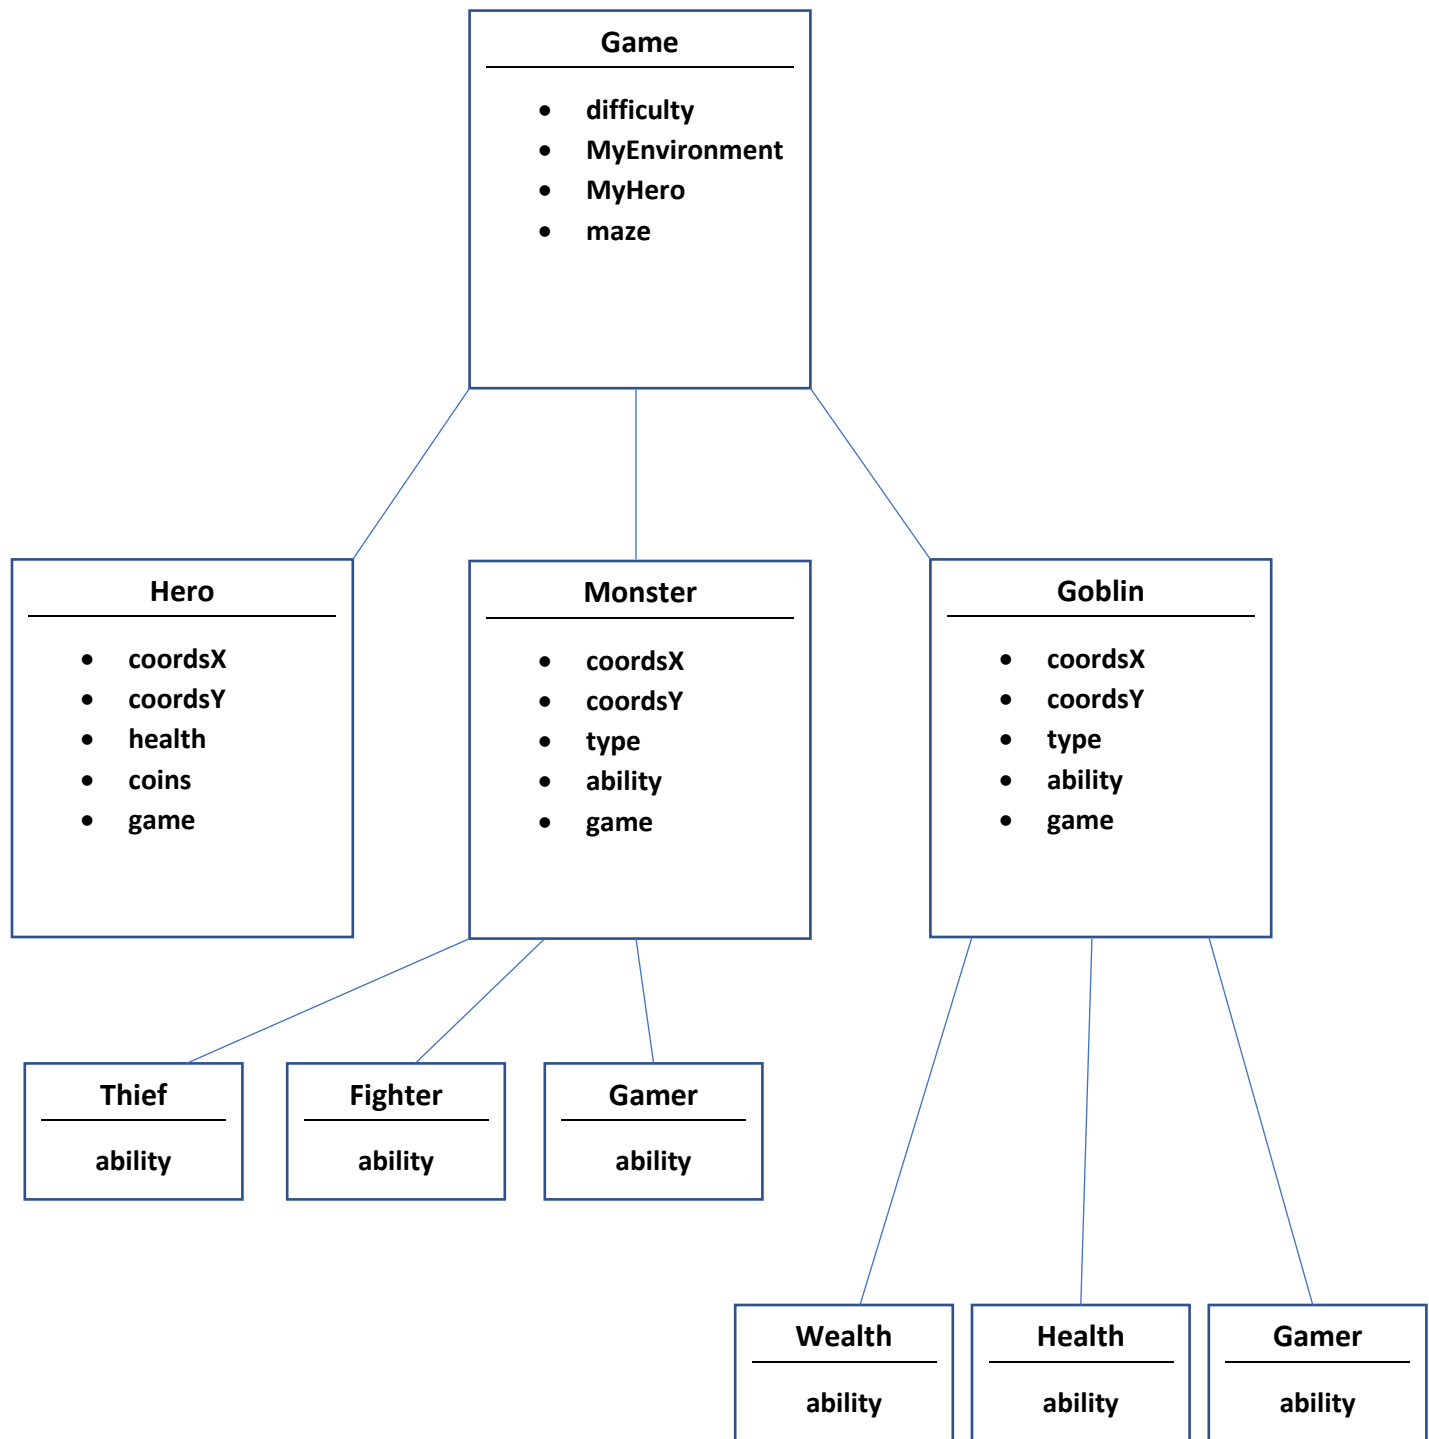 Game
• difficulty
• MyEnvironment
• MyHero
• maze
Hero
• coordsX
• coordsY
• health
• coins
• game
Monster
• coordsX
• coordsY
• type
• ability
• game
Goblin
• coordsX
• coordsY
• type
• ability
• game
Thief
ability
Fighter
ability
Gamer
ability
Wealth
ability
Health
ability
Gamer
ability